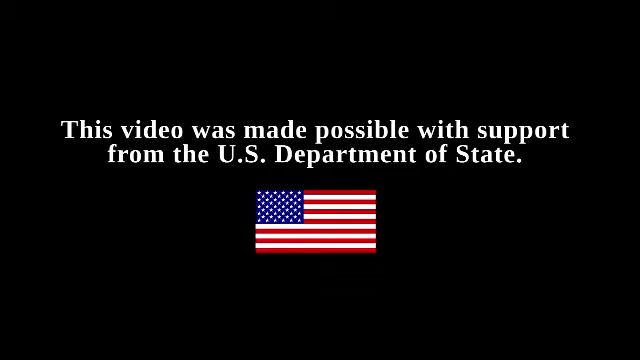 This video was made possible with support
from the U.S. Department of State.